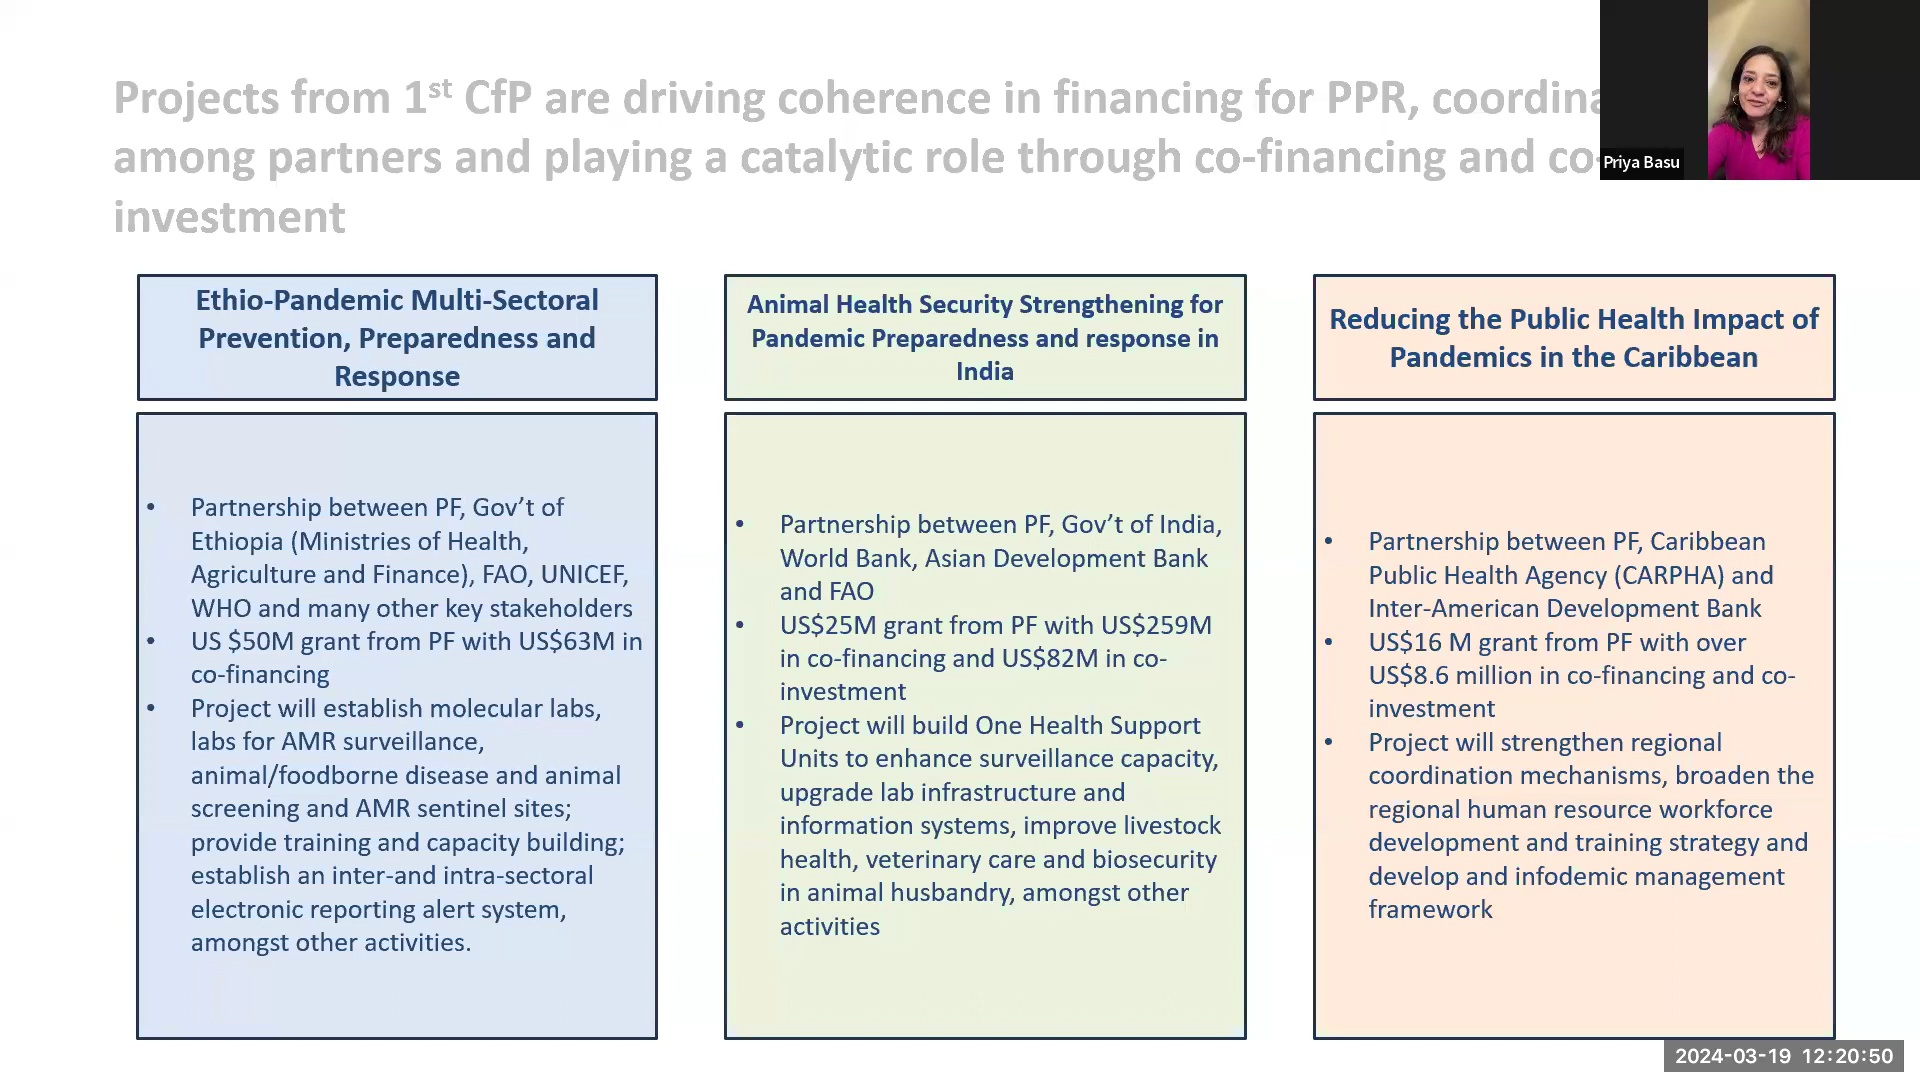 Projects from 1st CfP are driving coherence in financing for PPR,
among partners and playing a catalytic role through co-financing and co-
investment
Priya Basu
Ethio-Pandemic Multi-Sectoral
Prevention, Preparedness and
Response
• Partnership between PF, Gov’t of
Ethiopia (Ministries of Health,
Agriculture and Finance), FAO, UNICEF,
WHO and many other key stakeholders
• US $50M grant from PF with US$63M in
co-financing
• Project will establish molecular labs,
labs for AMR surveillance,
animal/foodborne disease and animal
screening and AMR sentinel sites;
provide training and capacity building;
establish an inter-and intra-sectoral
electronic reporting alert system,
amongst other activities.
Animal Health Security Strengthening for
Pandemic Preparedness and response in
India
• Partnership between PF, Gov’t of India,
World Bank, Asian Development Bank
and FAO
• US$25M grant from PF with US$259M
in co-financing and US$82M in co-
investment
• Project will build One Health Support
Units to enhance surveillance capacity,
upgrade lab infrastructure and
information systems, improve livestock
health, veterinary care and biosecurity
in animal husbandry, amongst other
activities
Reducing the Public Health Impact of
Pandemics in the Caribbean
• Partnership between PF, Caribbean
Public Health Agency (CARPHA) and
Inter-American Development Bank
• US$16 M grant from PF with over
US$8.6 million in co-financing and co-
investment
• Project will strengthen regional
coordination mechanisms, broaden the
regional human resource workforce
development and training strategy and
develop and infodemic management
framework
2024-03-19 12:20:50